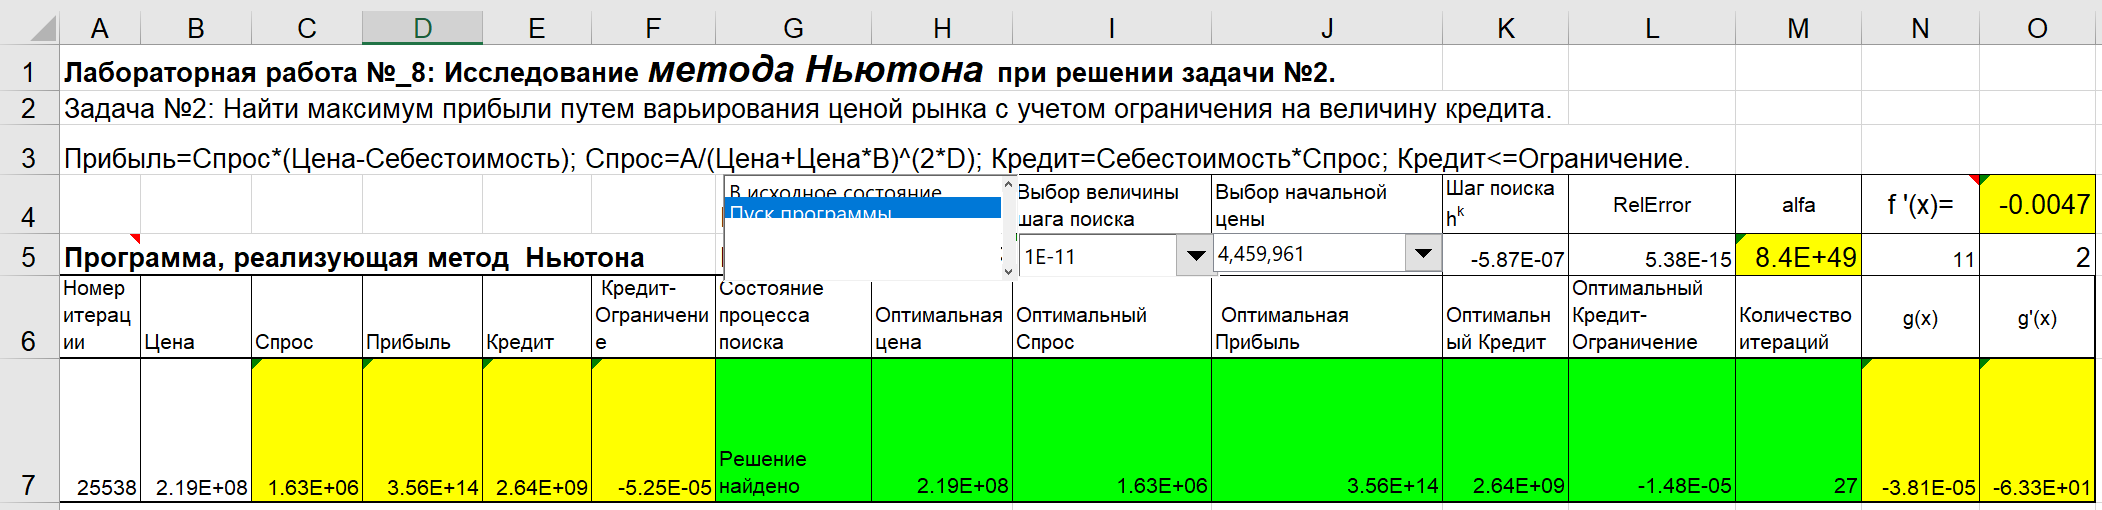 A B C D E F G H I J K L M N O
1 Лабораторная работа №_8: Исследование метода Ньютона при решении задачи №2.
2 Задача №2: Найти максимум прибыли путем варьирования ценой рынка с учетом ограничения на величину кредита.
3 Прибыль=Спрос*(Цена-Себестоимость); Спрос=A/(Цена+Цена*B)^(2*D); Кредит=Себестоимость*Спрос; Кредит<=Ограничение.
4 В исходное состояние
Пуск программы
Выбор величины
шага поиска
Выбор начальной
цены
Шаг поиска
hk
RelError
alfa
f '(x)=
-0.0047
5 Программа, реализующая метод Ньютона
1E-11
4,459,961
-5.87E-07
5.38E-15
8.4E+49
11
2
6 Номер
итерац
ии
Цена
Спрос
Прибыль
Кредит
Кредит-
Ограничени
е
Состояние
процесса
поиска
Оптимальная
цена
Оптимальный
Спрос
Оптимальная
Прибыль
Оптимальн
ый Кредит
Оптимальный
Кредит-
Ограничение
Количество
итераций
g(x)
g'(x)
7 25538 2.19E+08 1.63E+06 3.56E+14 2.64E+09 -5.25E-05
Решение
найдено
2.19E+08 1.63E+06 3.56E+14 2.64E+09 -1.48E-05 27 -3.81E-05 -6.33E+01